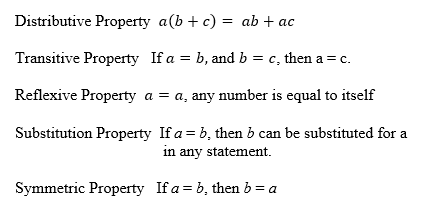 Distributive Property a(b + c) = ab + ac
Transitive Property If a = b, and b = c, then a = c.
Reflexive Property a = a, any number is equal to itself
Substitution Property If a = b, then b can be substituted for a
in any statement.
Symmetric Property If a = b, then b = a